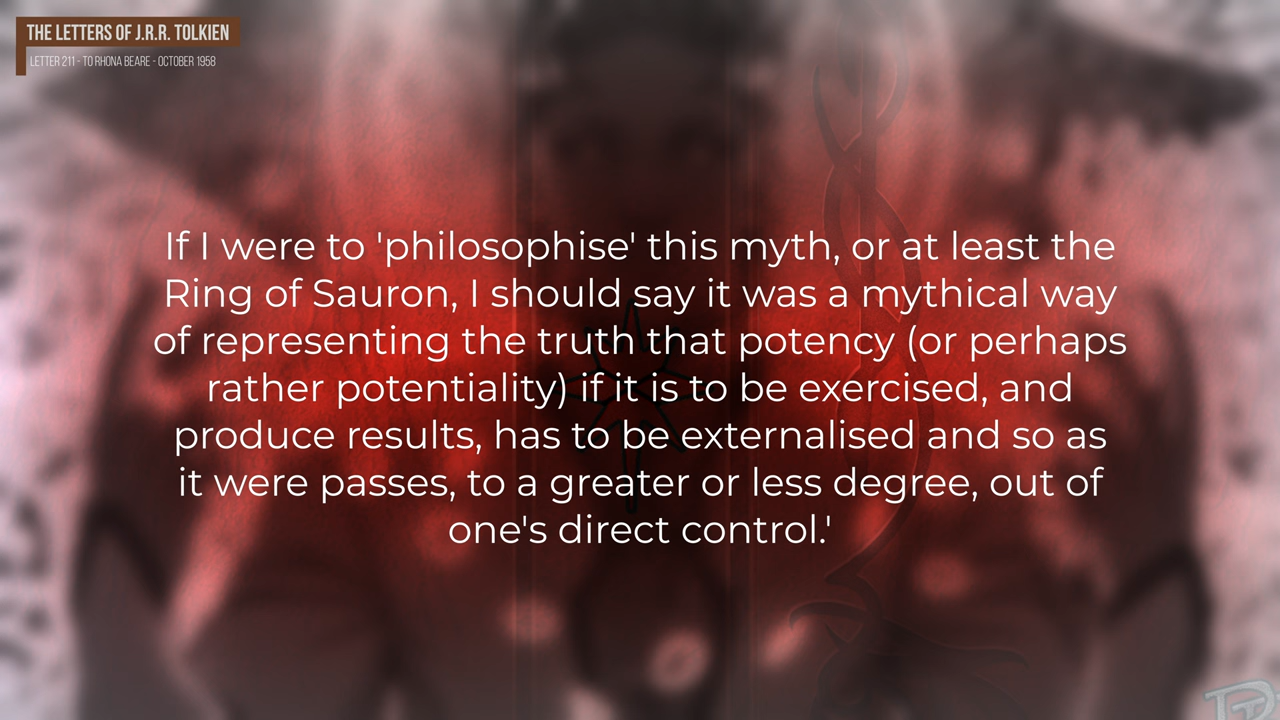 THE LETTERS OF J.R.R. TOLKIEN
LETTER 211 - TO RHONA BEARE - OCTOBER 1958
If I were to 'philosophise' this myth, or at least the
Ring of Sauron, I should say it was a mythical way
of representing the truth that potency (or perhaps
rather potentiality) if it is to be exercised, and
produce results, has to be externalised and so as
it were passes, to a greater or less degree, out of
one's direct control.'